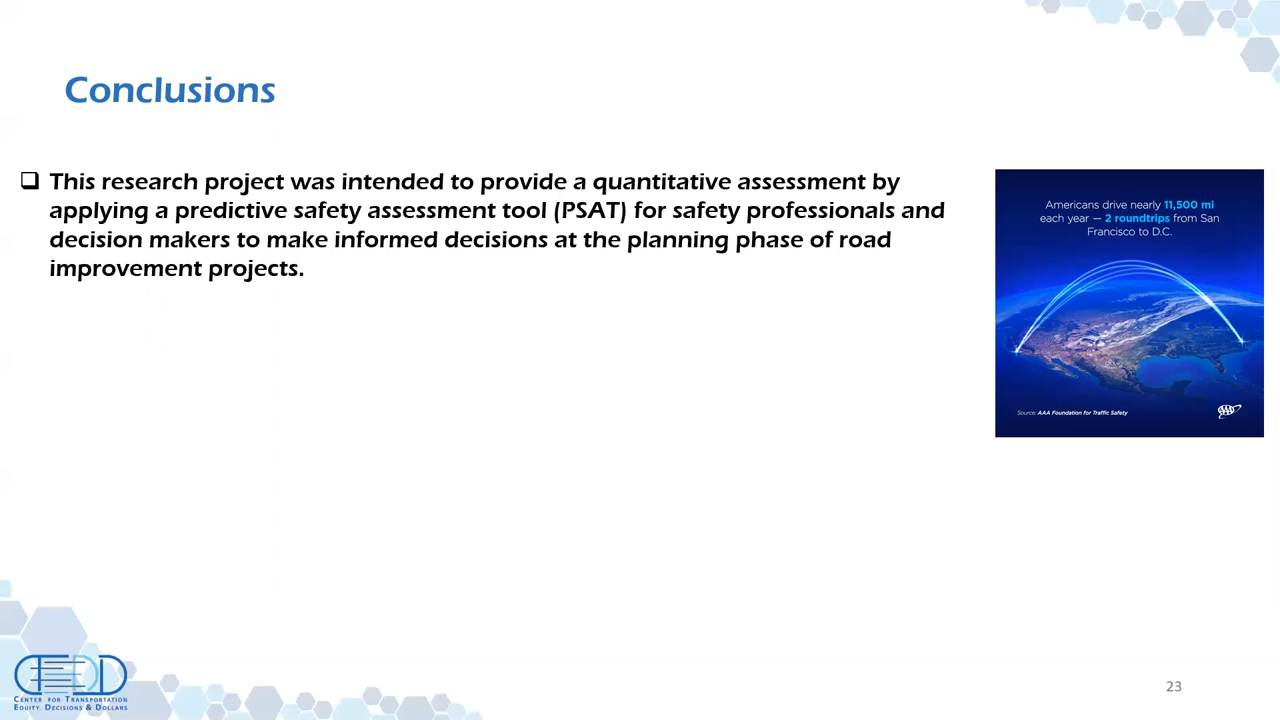 Conclusions
❑ This research project was intended to provide a quantitative assessment by
applying a predictive safety assessment tool (PSAT) for safety professionals and
decision makers to make informed decisions at the planning phase of road
improvement projects.
Americans drive nearly 11,500 mi
each year — 2 roundtrips from San
Francisco to D.C.
Source: AAA Foundation for Traffic Safety
AAA
CTEDD
Center for Transportation
Equity, Decisions & Dollars
23